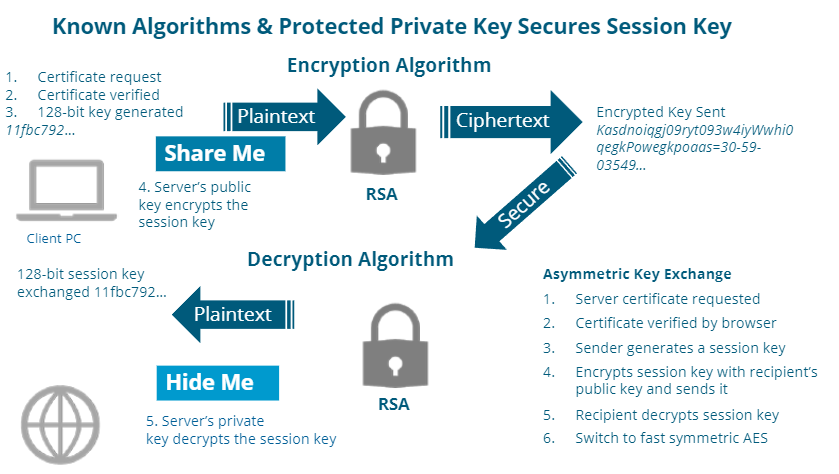 Known Algorithms & Protected Private Key Secures Session Key
Encryption Algorithm
1. Certificate request
2. Certificate verified
3. 128-bit key generated
11fbc792...
Plaintext
Share Me
4. Server's public
key encrypts the
session key
Client PC
RSA
Ciphertext
Encrypted Key Sent
Kasdnoiqgj09ryt093w4iyWwhi0
qegkPowegkpoaas=30-59-
03549...
Secure
Decryption Algorithm
128-bit session key
exchanged 11fbc792...
Plaintext
Hide Me
5. Server's private
key decrypts the session key
RSA
Asymmetric Key Exchange
1. Server certificate requested
2. Certificate verified by browser
3. Sender generates a session key
4. Encrypts session key with recipient's
public key and sends it
5. Recipient decrypts session key
6. Switch to fast symmetric AES